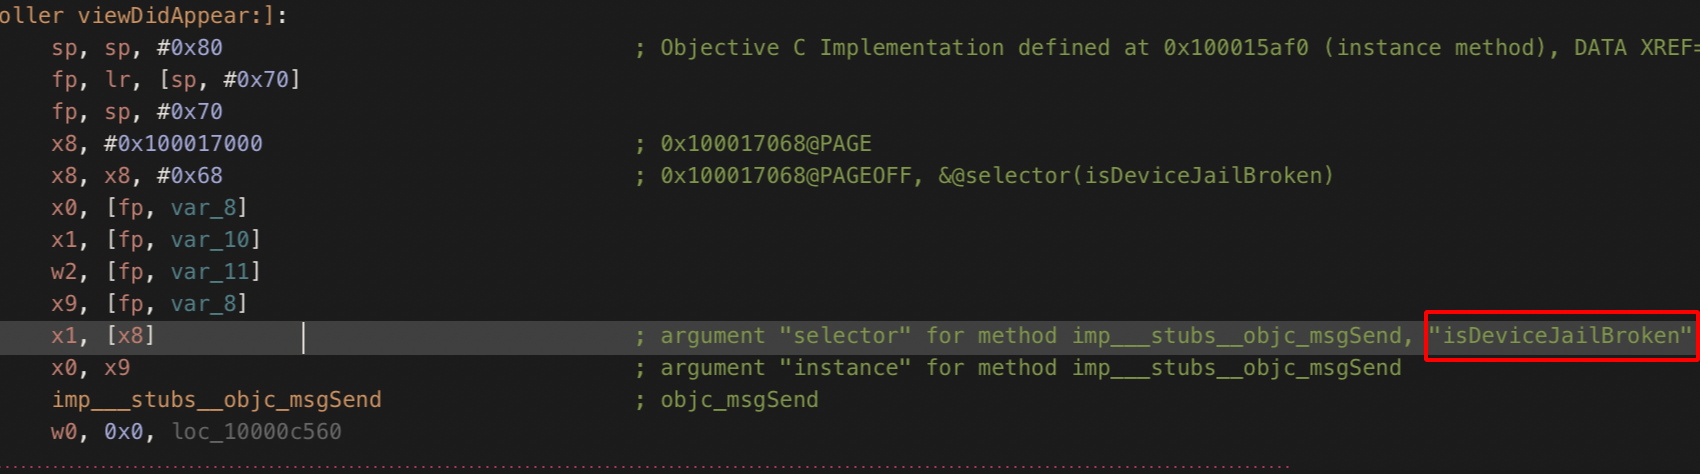 oller viewDidAppear:]:
sp, sp, #0x80 ; Objective C Implementation defined at 0x100015af0 (instance method), DATA XREF=
fp, lr, [sp, #0x70]
fp, sp, #0x70
x8, #0x100017000 ; 0x100017068@PAGE
x8, x8, #0x68 ; 0x100017068@PAGEOFF, &@selector(isDeviceJailBroken)
x0, [fp, var_8]
x1, [fp, var_10]
w2, [fp, var_11]
x9, [fp, var_8]
x1, [x8] ; argument "selector" for method imp___stubs__objc_msgSend, "isDeviceJailBroken"
x0, x9 ; argument "instance" for method imp___stubs__objc_msgSend
imp___stubs__objc_msgSend ; objc_msgSend
w0, 0x0, loc_10000c560